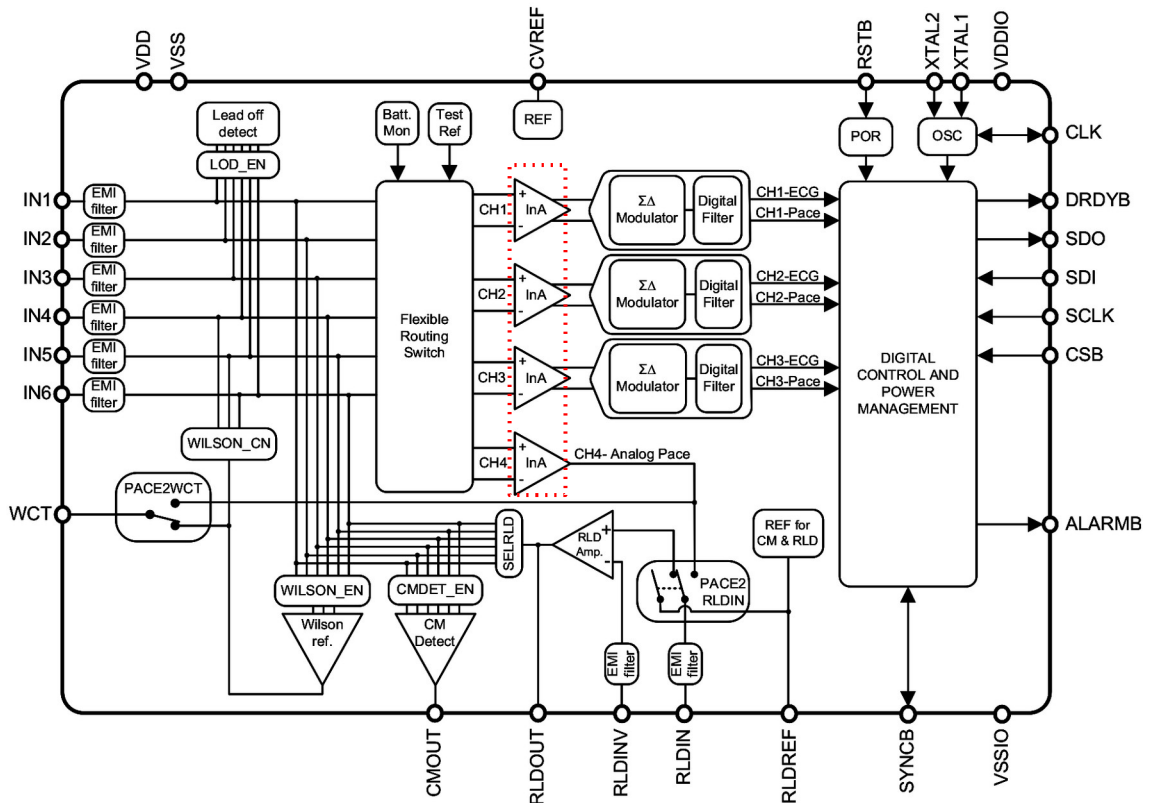 VDD
VSS
CVREF
RSTB
XTAL2
XTAL1
VDDIO
Lead off
detect
LOD_EN
Batt.
Mon
Test
Ref
REF
POR
OSC
CLK
IN1
EMI
filter
IN2
EMI
filter
IN3
EMI
filter
IN4
EMI
filter
IN5
EMI
filter
IN6
EMI
filter
WILSON_CN
PACE2WCT
WCT
Flexible
Routing
Switch
CH1
+
-
InA
ΣΔ
Modulator
Digital
Filter
CH1-ECG
CH1-Pace
CH2
+
-
InA
ΣΔ
Modulator
Digital
Filter
CH2-ECG
CH2-Pace
CH3
+
-
InA
ΣΔ
Modulator
Digital
Filter
CH3-ECG
CH3-Pace
CH4
+
-
InA
CH4- Analog Pace
DIGITAL
CONTROL AND
POWER
MANAGEMENT
DRDYB
SDO
SDI
SCLK
CSB
ALARMB
SELRLD
RLD
Amp.
+
-
REF for
CM & RLD
PACE2
RLDIN
WILSON_EN
CMDET_EN
Wilson
ref.
CM
Detect
EMI
filter
EMI
filter
CMOUT
RLDOUT
RLDINV
RLDIN
RLDREF
SYNCB
VSSIO